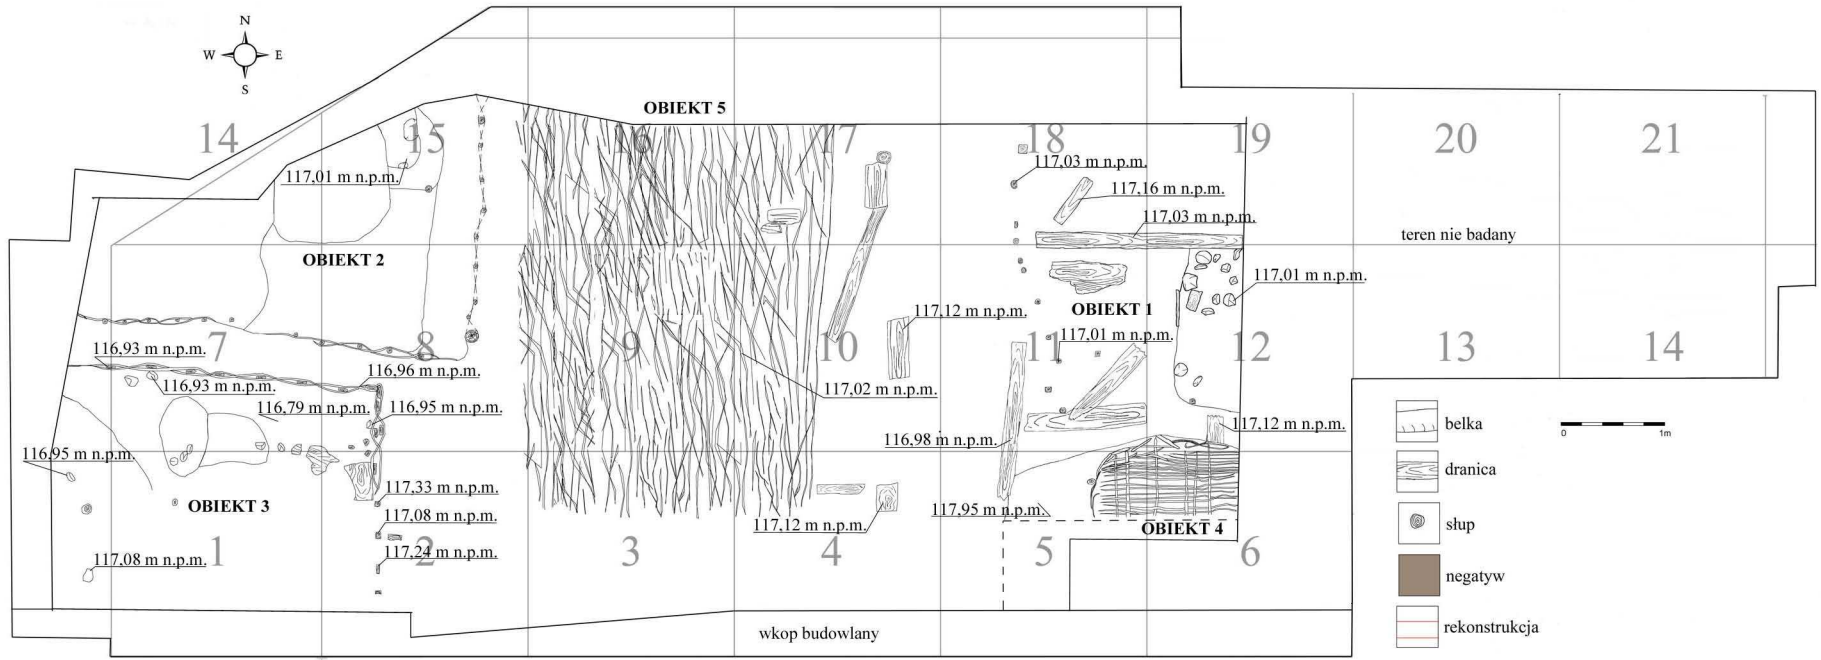 N
W E
S
OBIEKT 5
14 15 16 17 18 19 20 21
117,01 m n.p.m.
117,03 m n.p.m.
117,16 m n.p.m.
117,03 m n.p.m.
teren nie badany
OBIEKT 2
117,01 m n.p.m.
117,12 m n.p.m.
OBIEKT 1
117,01 m n.p.m.
7 8 9 10 11 12 13 14
116,93 m n.p.m.
116,96 m n.p.m.
116,93 m n.p.m.
117,02 m n.p.m.
116,79 m n.p.m.
116,95 m n.p.m.
117,12 m n.p.m.
116,98 m n.p.m.
116,95 m n.p.m.
117,33 m n.p.m.
OBIEKT 3
117,95 m n.p.m.
117,08 m n.p.m.
117,12 m n.p.m.
OBIEKT 4
1 2 3 4 5 6
117,24 m n.p.m.
117,08 m n.p.m.
wkop budowlany
belka
0 1m
dranica
słup
negatyw
rekonstrukcja